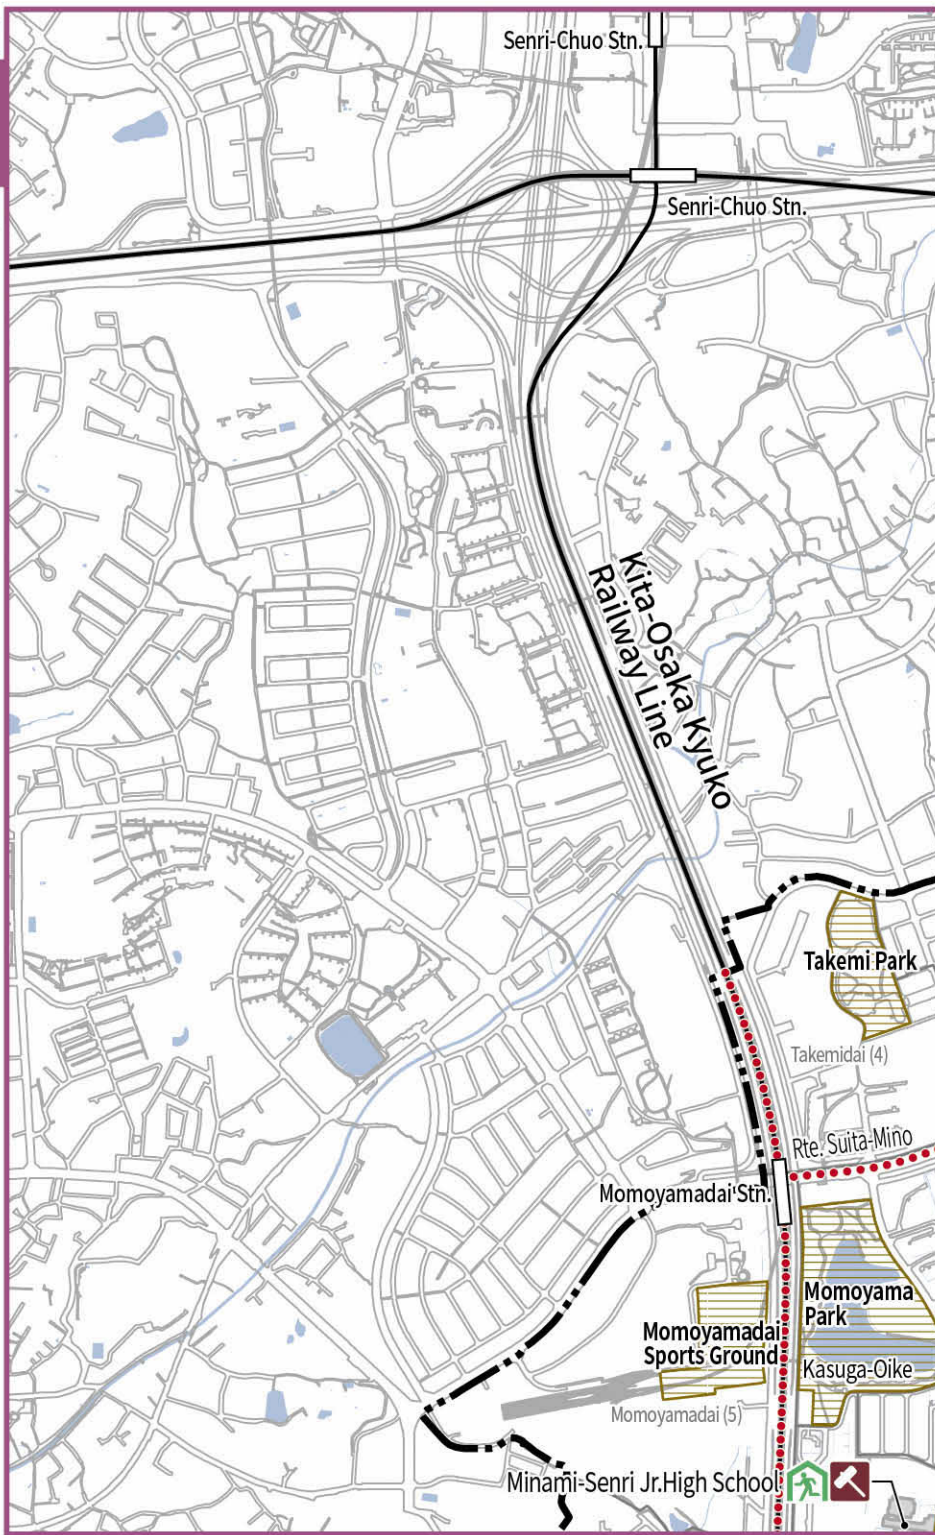 Senri-Chuo Stn.
Senri-Chuo Stn.
Kita-Osaka Kyuko
Railway Line
Takemi Park
Takemidai (4)
Rte. Suita-Mino
Momoyamadai Stn.
Momoyama
Park
Momoyamadai
Sports Ground
Kasuga-Oike
Momoyamadai (5)
Minami-Senri Jr.High School